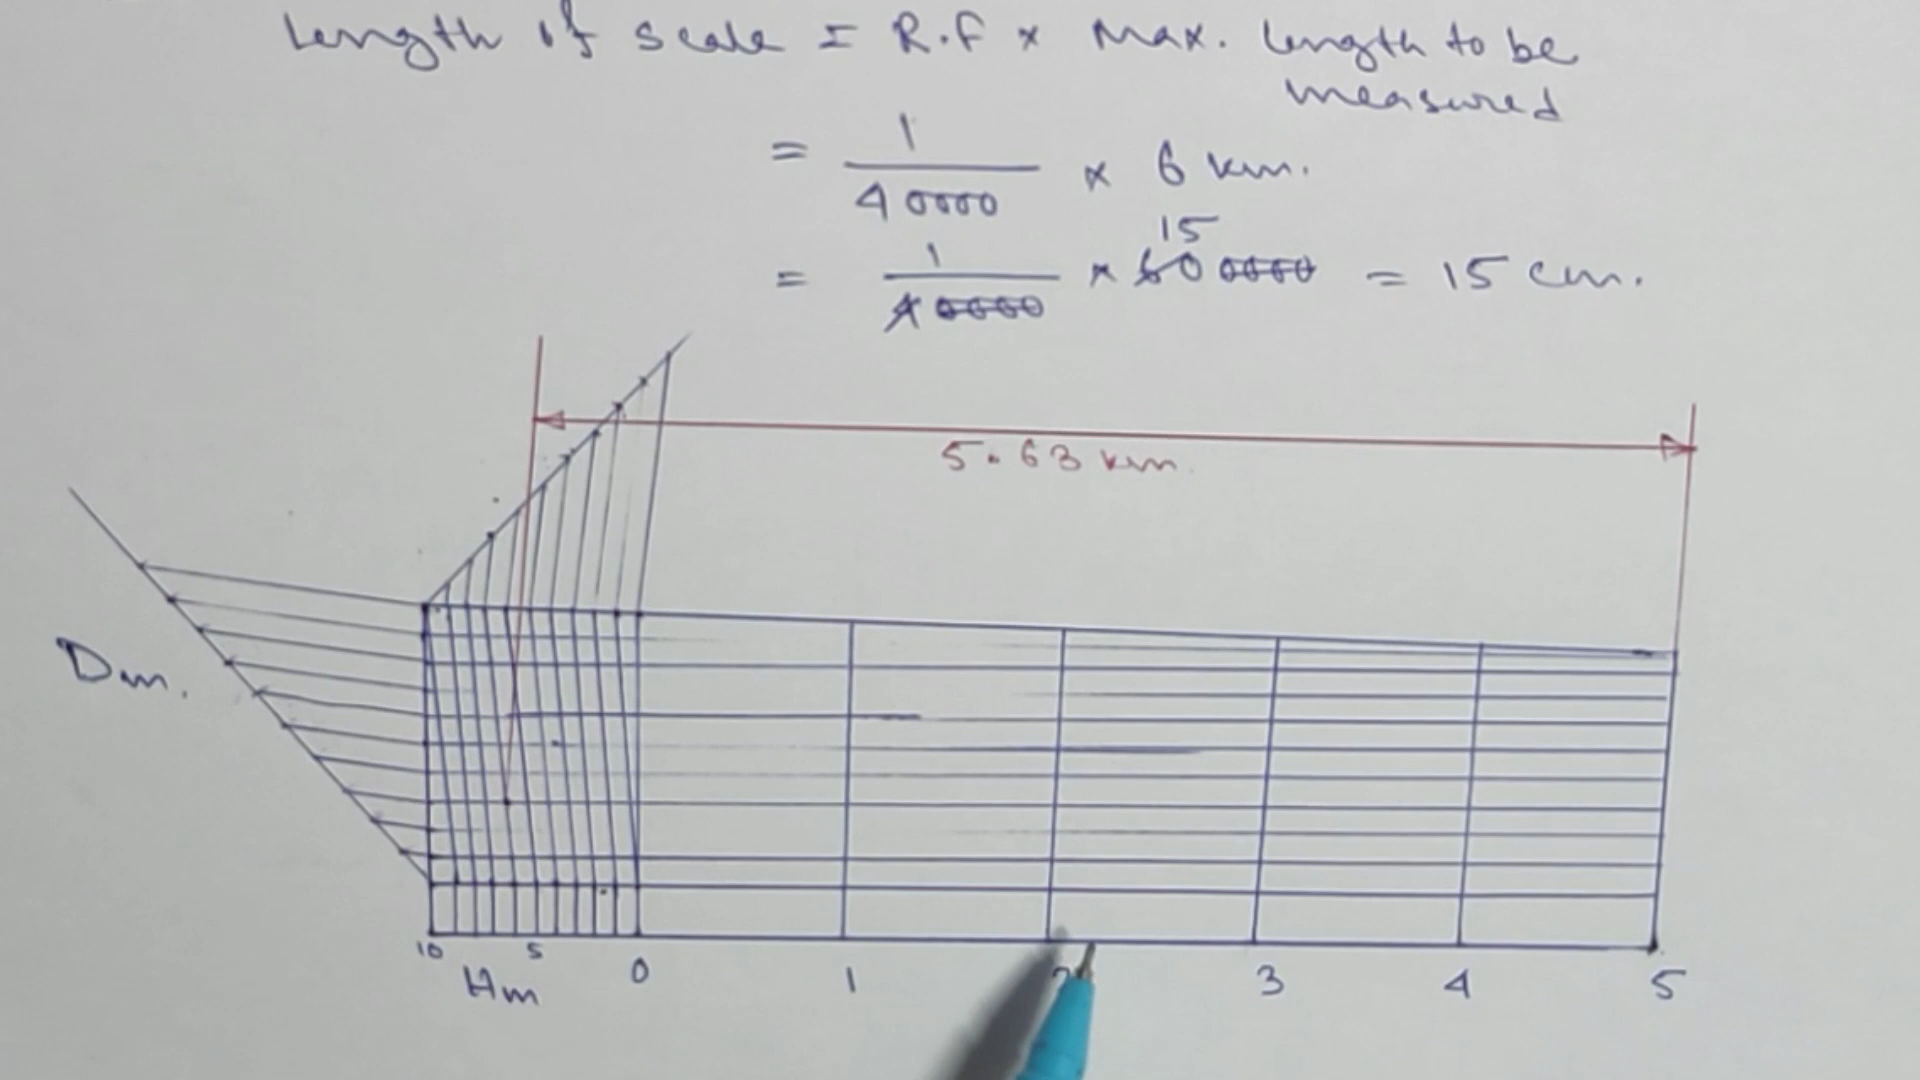 Length of scale = R.F × Max. length to be
measured
= 1/40000 × 6 km.
15
= 1/40000 × 600000 = 15 cm.
5.63 km.
Dm.
10 5 0 1 2 3 4 5
Hm